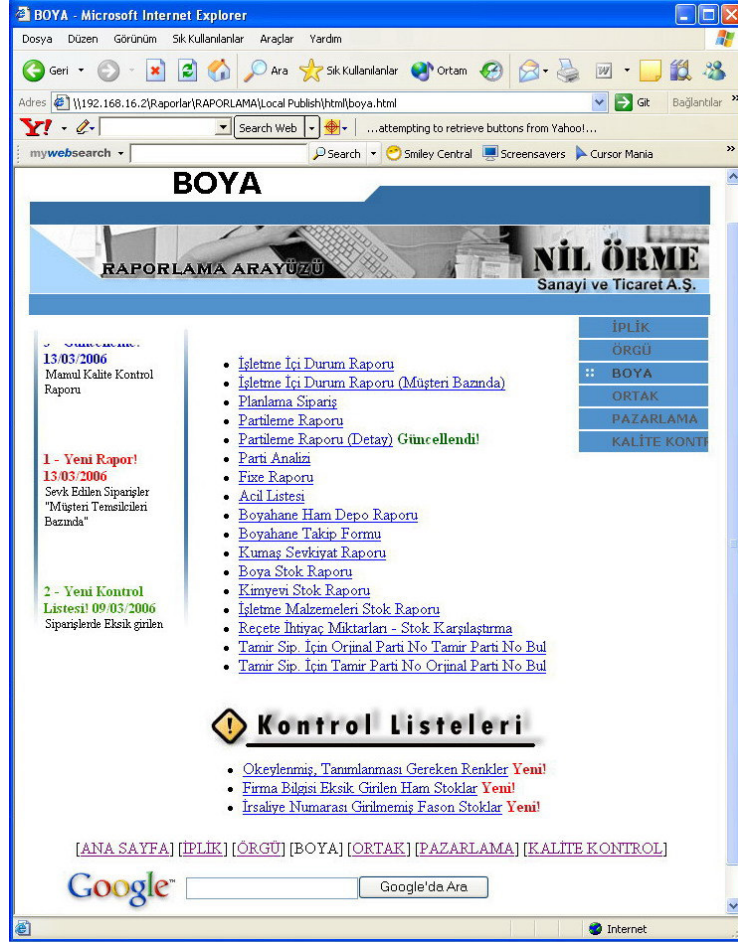 BOYA - Microsoft Internet Explorer
Dosya Düzen Görünüm Sık Kullanılanlar Araçlar Yardım
Geri Ara Sık Kullanılanlar Ortam
Adres \\192.168.16.2\Raporlar\RAPORLAMA\Local Publish\html\boya.html Git Bağlantılar »
Y! Search Web ...attempting to retrieve buttons from Yahoo!...
mywebsearch Search Smiley Central Screensavers Cursor Mania »
BOYA
RAPORLAMA ARAYÜZÜ
NİL ÖRME
Sanayi ve Ticaret A.Ş.
İPLİK
ÖRGÜ
:: BOYA
ORTAK
PAZARLAMA
KALİTE KONTR
13/03/2006
Mamul Kalite Kontrol
Raporu
1 - Yeni Rapor!
13/03/2006
Sevk Edilen Siparişler
"Müşteri Temsilcileri
Bazında"
2 - Yeni Kontrol
Listesi! 09/03/2006
Siparişlerde Eksik girilen
• İşletme İçi Durum Raporu
• İşletme İçi Durum Raporu (Müşteri Bazında)
• Planlama Sipariş
• Partileme Raporu
• Partileme Raporu (Detay) Güncellendi!
• Parti Analizi
• Fixe Raporu
• Acil Listesi
• Boyahane Ham Depo Raporu
• Boyahane Takip Formu
• Kumaş Sevkiyat Raporu
• Boya Stok Raporu
• Kimyevi Stok Raporu
• İşletme Malzemeleri Stok Raporu
• Reçete İhtiyaç Miktarları - Stok Karşılaştırma
• Tamir Sip. İçin Orjinal Parti No Tamir Parti No Bul
• Tamir Sip. İçin Tamir Parti No Orjinal Parti No Bul
Kontrol Listeleri
• Okeylenmiş, Tanımlanması Gereken Renkler Yeni!
• Firma Bilgisi Eksik Girilen Ham Stoklar Yeni!
• İrsaliye Numarası Girilmemiş Fason Stoklar Yeni!
[ANA SAYFA] [İPLİK] [ÖRGÜ] [BOYA] [ORTAK] [PAZARLAMA] [KALİTE KONTROL]
Google™ Google'da Ara
Internet